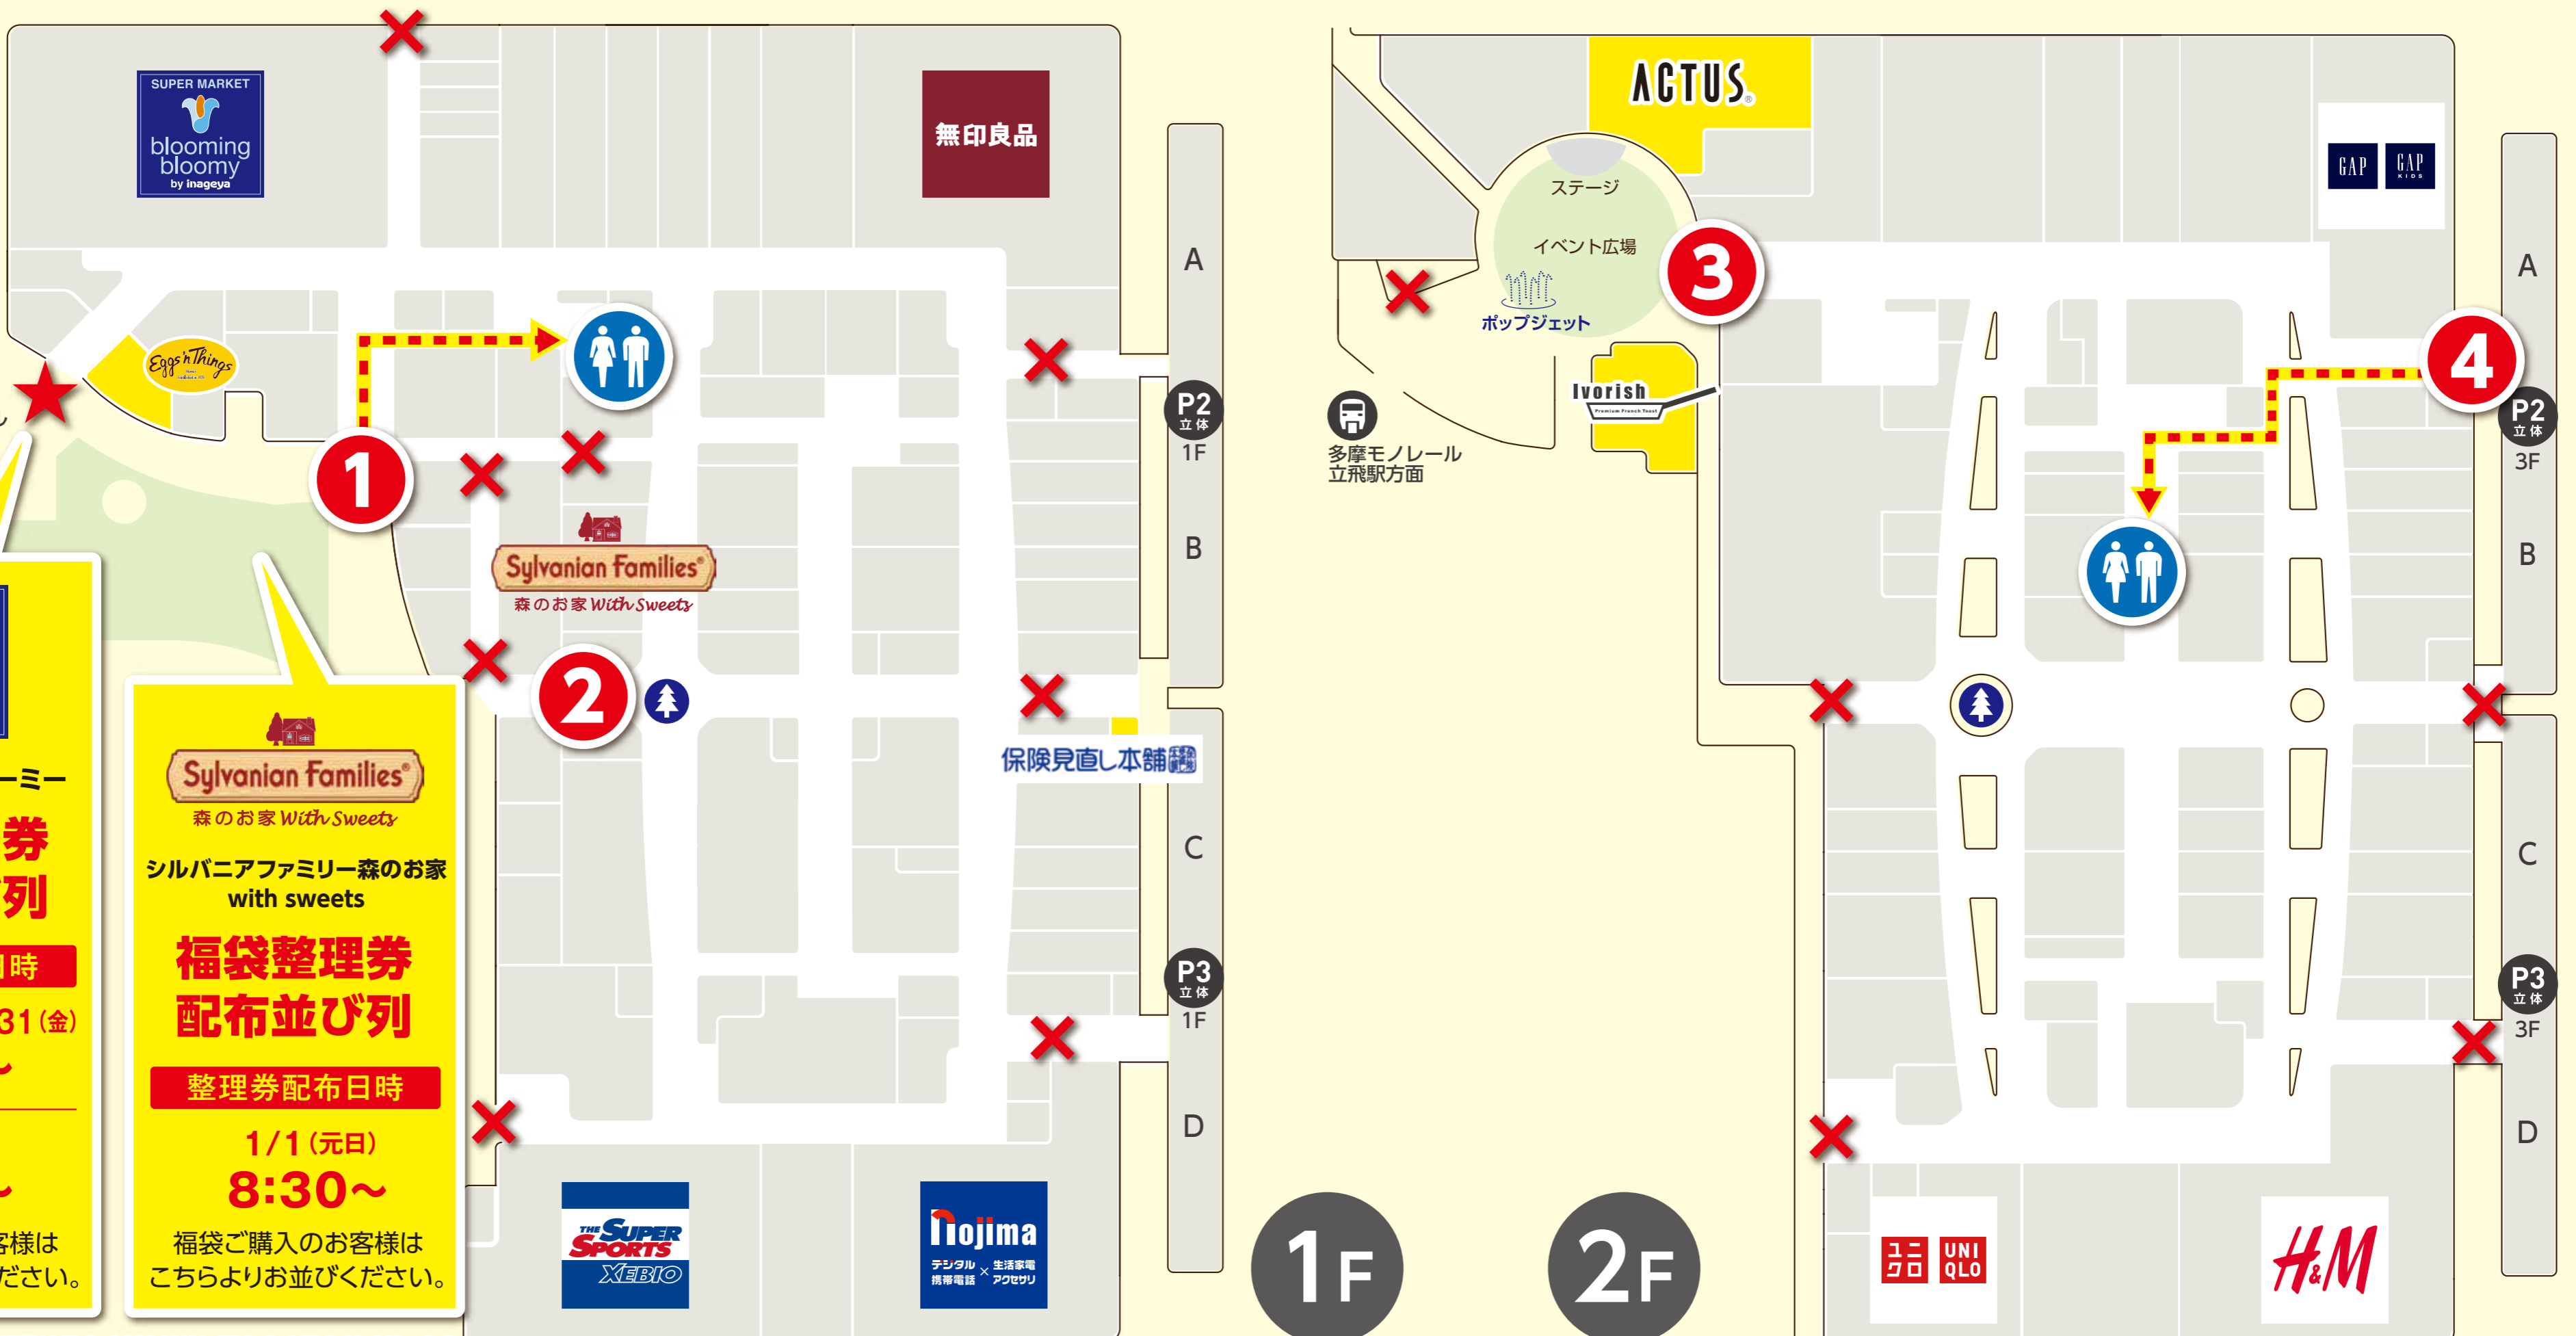 SUPER MARKET
blooming
bloomy
by inageya
無印良品
Eggs'n Things
1
Sylvanian Families®
森のお家 With Sweets
2
保険見直し本舗
A
P2
立体
1F
B
C
P3
立体
1F
D
ーミー
券
列
時
31(金)
～
～
客様は
ださい。
Sylvanian Families®
森のお家 With Sweets
シルバニアファミリー森のお家
with sweets
福袋整理券
配布並び列
整理券配布日時
1/1(元日)
8:30～
福袋ご購入のお客様は
こちらよりお並びください。
THE SUPER
SPORTS
XEBIO
nojima
デジタル × 生活家電
携帯電話 アクセサリ
1F
ACTUS®
ステージ
イベント広場
ポップジェット
3
Ivorish
Premium French Toast
多摩モノレール
立飛駅方面
GAP
GAP
KIDS
4
A
P2
立体
3F
B
C
P3
立体
3F
D
2F
ユニ
クロ
UNI
QLO
H&M